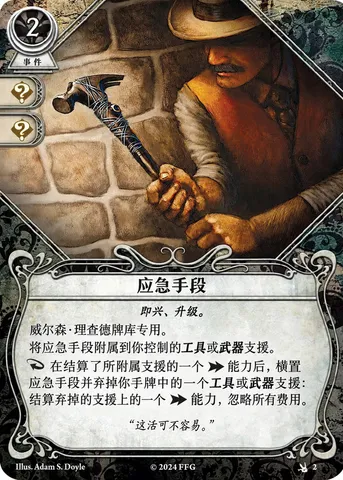 2
事件
应急手段
即兴、升级。
威尔森·理查德牌库专用。
将应急手段附属到你控制的工具或武器支援。
在结算了所附属支援的一个 能力后，横置
应急手段并弃掉你手牌中的一个工具或武器支援：
结算弃掉的支援上的一个 能力，忽略所有费用。
“这活可不容易。”
Illus. Adam S. Doyle
© 2024 FFG
2